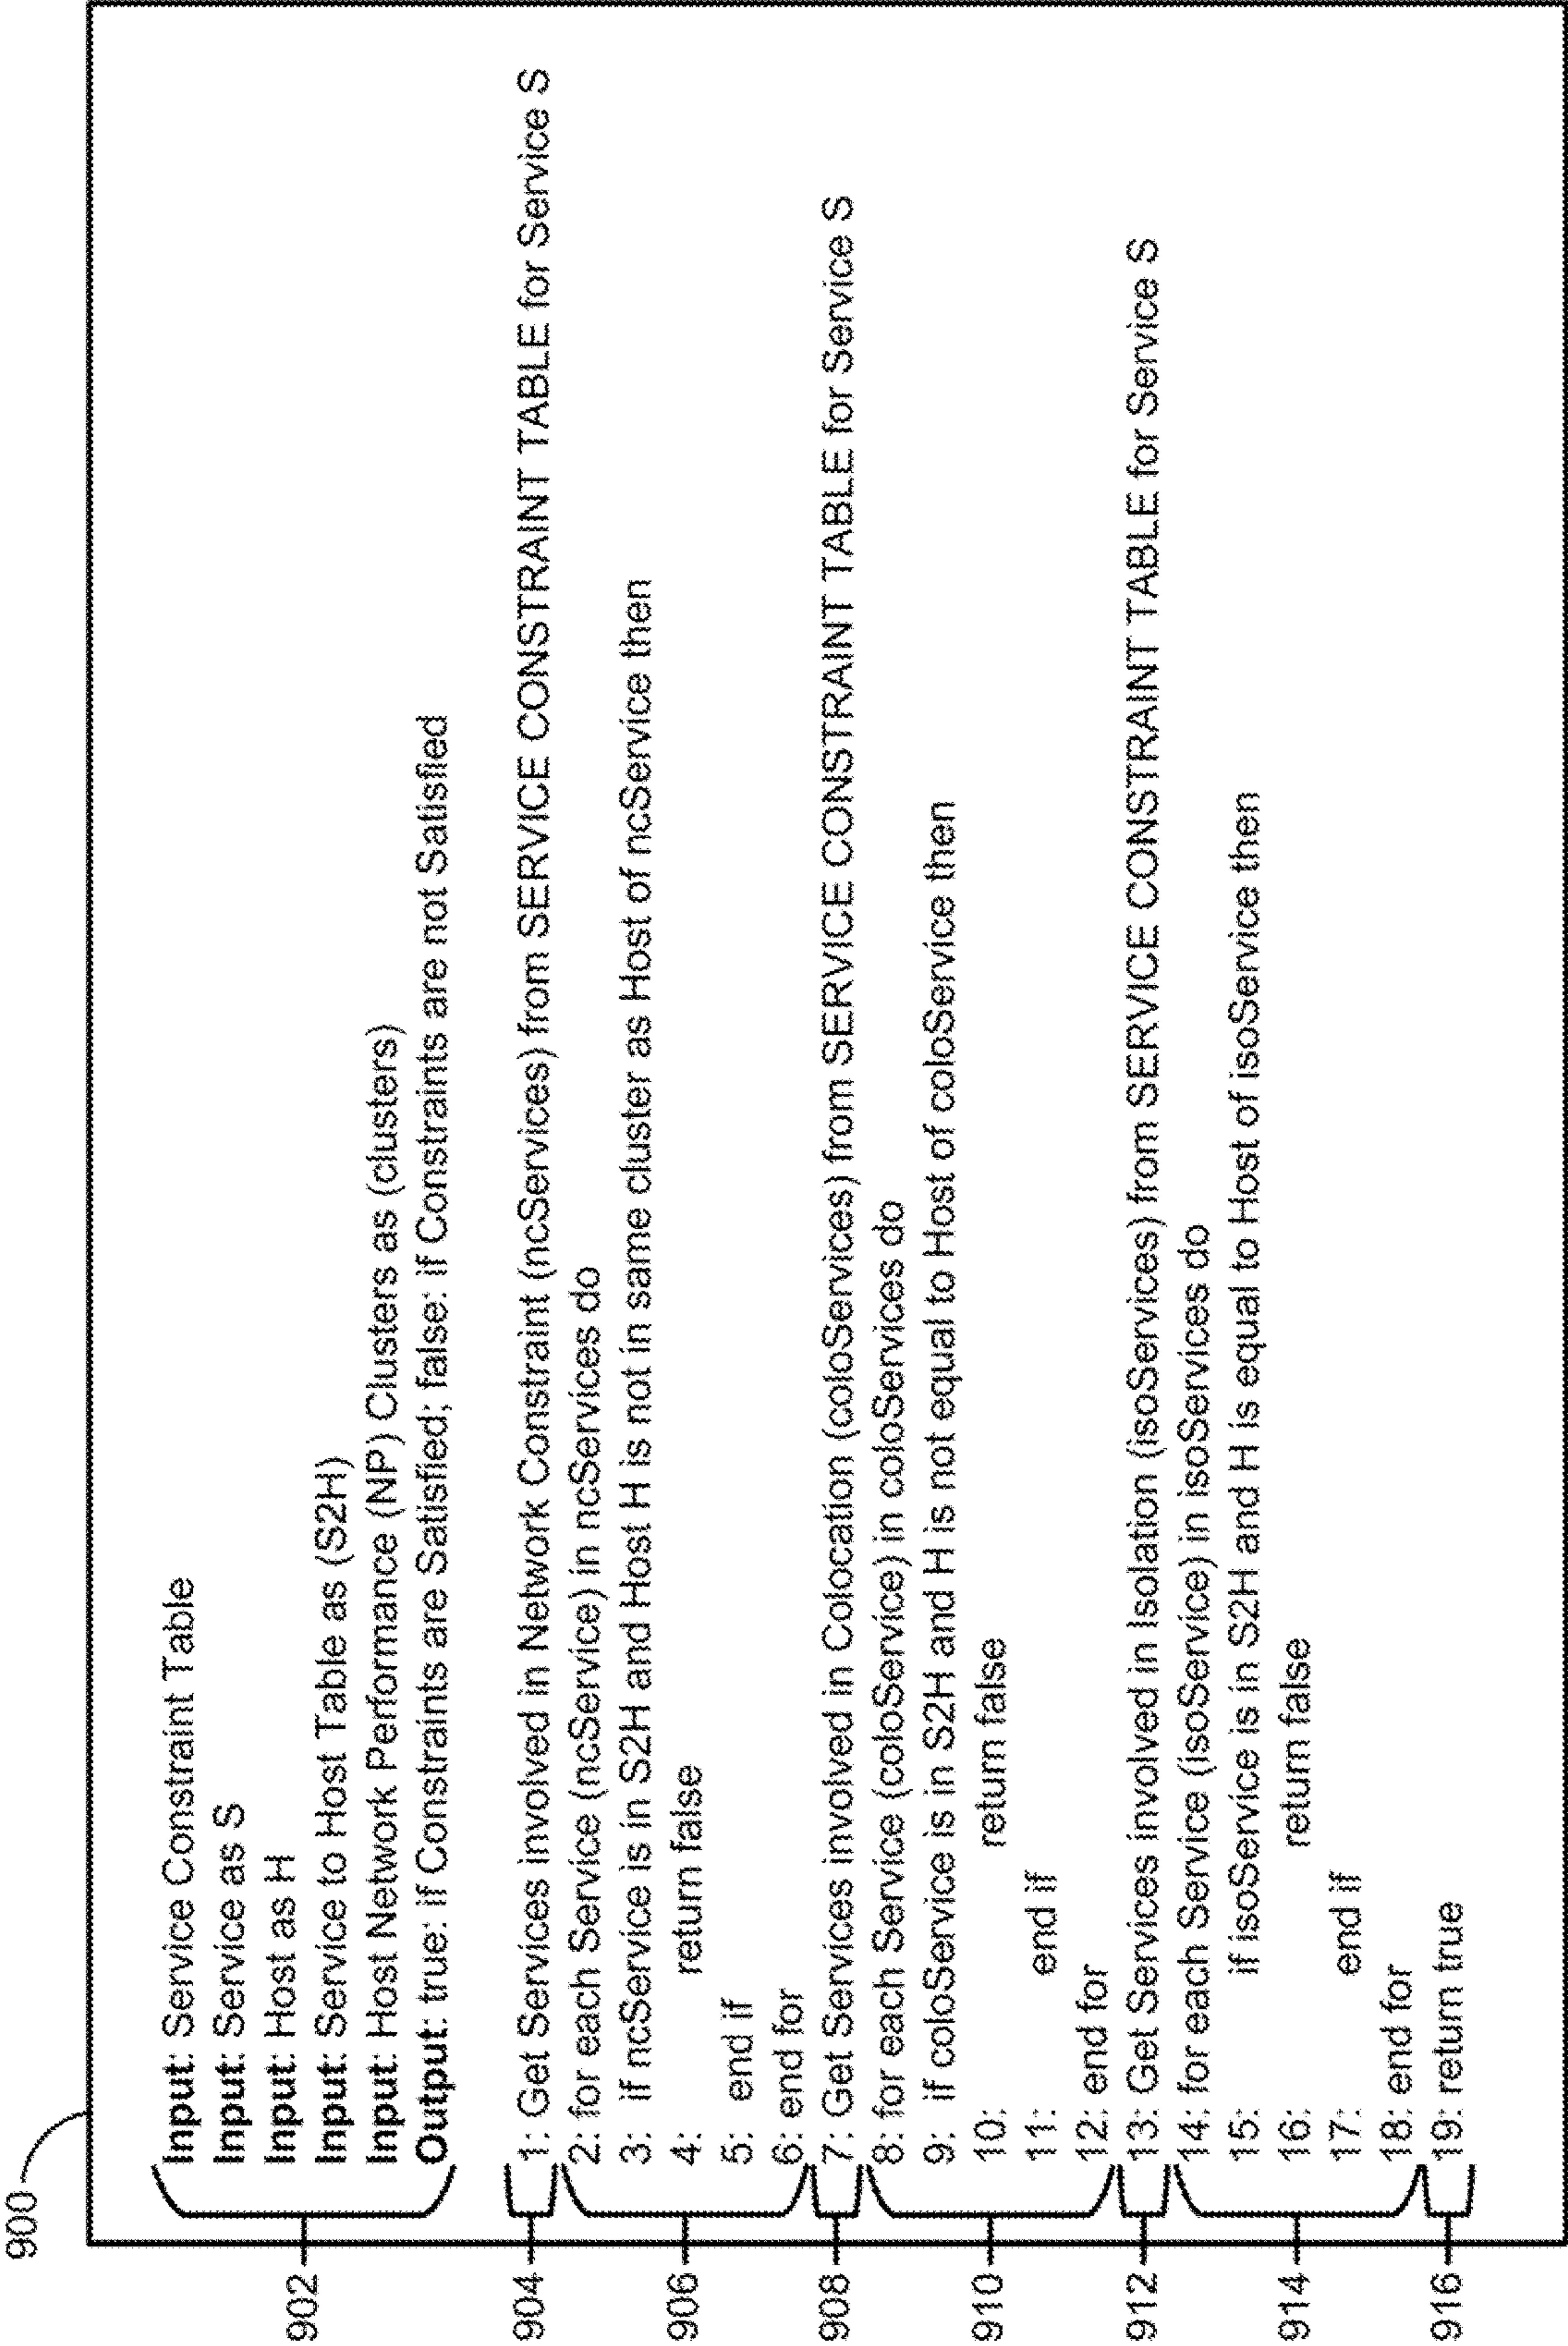 900
902
Input: Service Constraint Table
Input: Service as S
Input: Host as H
Input: Service to Host Table as (S2H)
Input: Host Network Performance (NP) Clusters as (clusters)
Output: true: if Constraints are Satisfied; false: if Constraints are not Satisfied
904
1: Get Services involved in Network Constraint (ncServices) from SERVICE CONSTRAINT TABLE for Service S
906
2: for each Service (ncService) in ncServices do
3: if ncService is in S2H and Host H is not in same cluster as Host of ncService then
4: return false
5: end if
6: end for
908
7: Get Services involved in Colocation (coloServices) from SERVICE CONSTRAINT TABLE for Service S
910
8: for each Service (coloService) in coloServices do
9: if coloService is in S2H and H is not equal to Host of coloService then
10: return false
11: end if
12: end for
912
13: Get Services involved in Isolation (isoServices) from SERVICE CONSTRAINT TABLE for Service S
914
14: for each Service (isoService) in isoServices do
15: if isoService is in S2H and H is equal to Host of isoService then
16: return false
17: end if
18: end for
916
19: return true